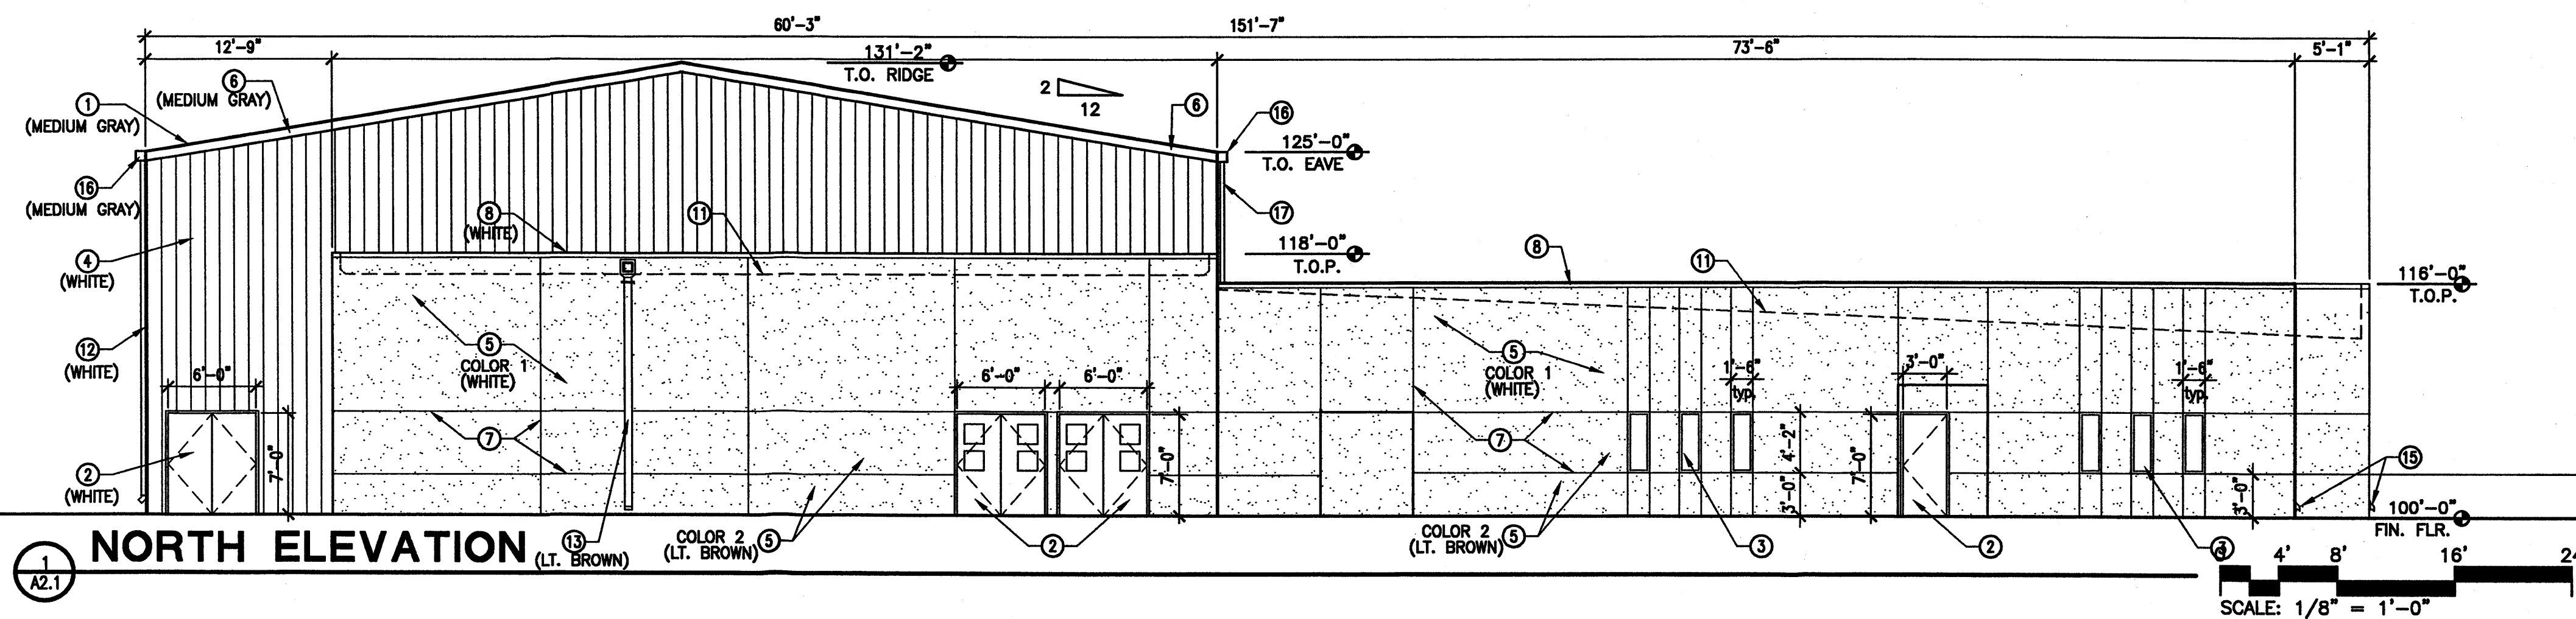 60'-3" 151'-7"
12'-9" 131'-2" 73'-6" 5'-1"
T.O. RIDGE
6
(MEDIUM GRAY)
1
(MEDIUM GRAY)
2
12
6
16
125'-0"
T.O. EAVE
16
(MEDIUM GRAY)
8
(WHITE)
11
17
118'-0"
T.O.P.
8
11
116'-0"
T.O.P.
4
(WHITE)
12
(WHITE)
5
COLOR 1
(WHITE)
5
COLOR 1
(WHITE)
6'-0" 6'-0" 6'-0" 1'-6" 3'-0" 1'-6"
typ. typ.
7 7
7'-0" 7'-0" 4'-2" 7'-0"
2
(WHITE)
15
3'-0" 3'-0"
100'-0"
FIN. FLR.
1
A2.1
NORTH ELEVATION
13
(LT. BROWN)
COLOR 2
(LT. BROWN) 5
2
COLOR 2
(LT. BROWN) 5
3
2
3
4' 8' 16'
SCALE: 1/8" = 1'-0"